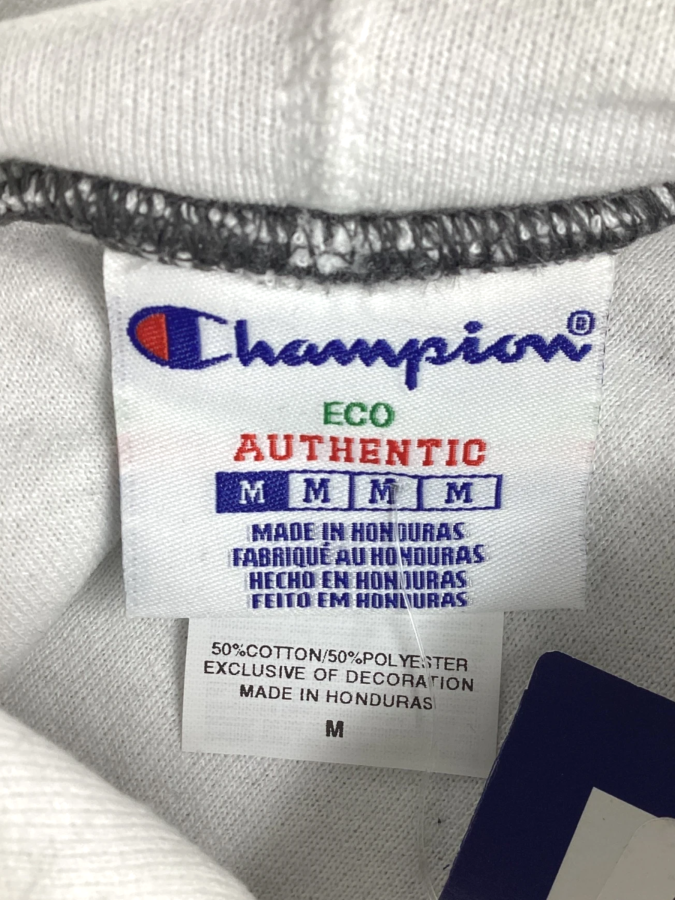 Champion®
ECO
AUTHENTIC
M M M M
MADE IN HONDURAS
FABRIQUÉ AU HONDURAS
HECHO EN HONDURAS
FEITO EM HONDURAS
50%COTTON/50%POLYESTER
EXCLUSIVE OF DECORATION
MADE IN HONDURAS
M